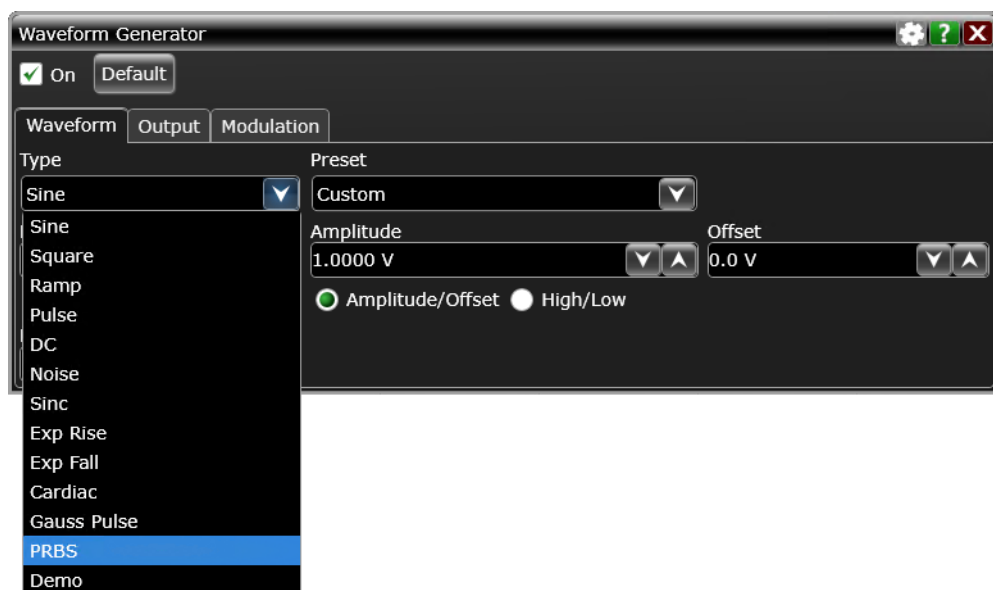 Waveform Generator
?
X
On
Default
Waveform
Output
Modulation
Type
Preset
Sine
Custom
Amplitude
Offset
1.0000 V
0.0 V
Amplitude/Offset
High/Low
Sine
Square
Ramp
Pulse
DC
Noise
Sinc
Exp Rise
Exp Fall
Cardiac
Gauss Pulse
PRBS
Demo